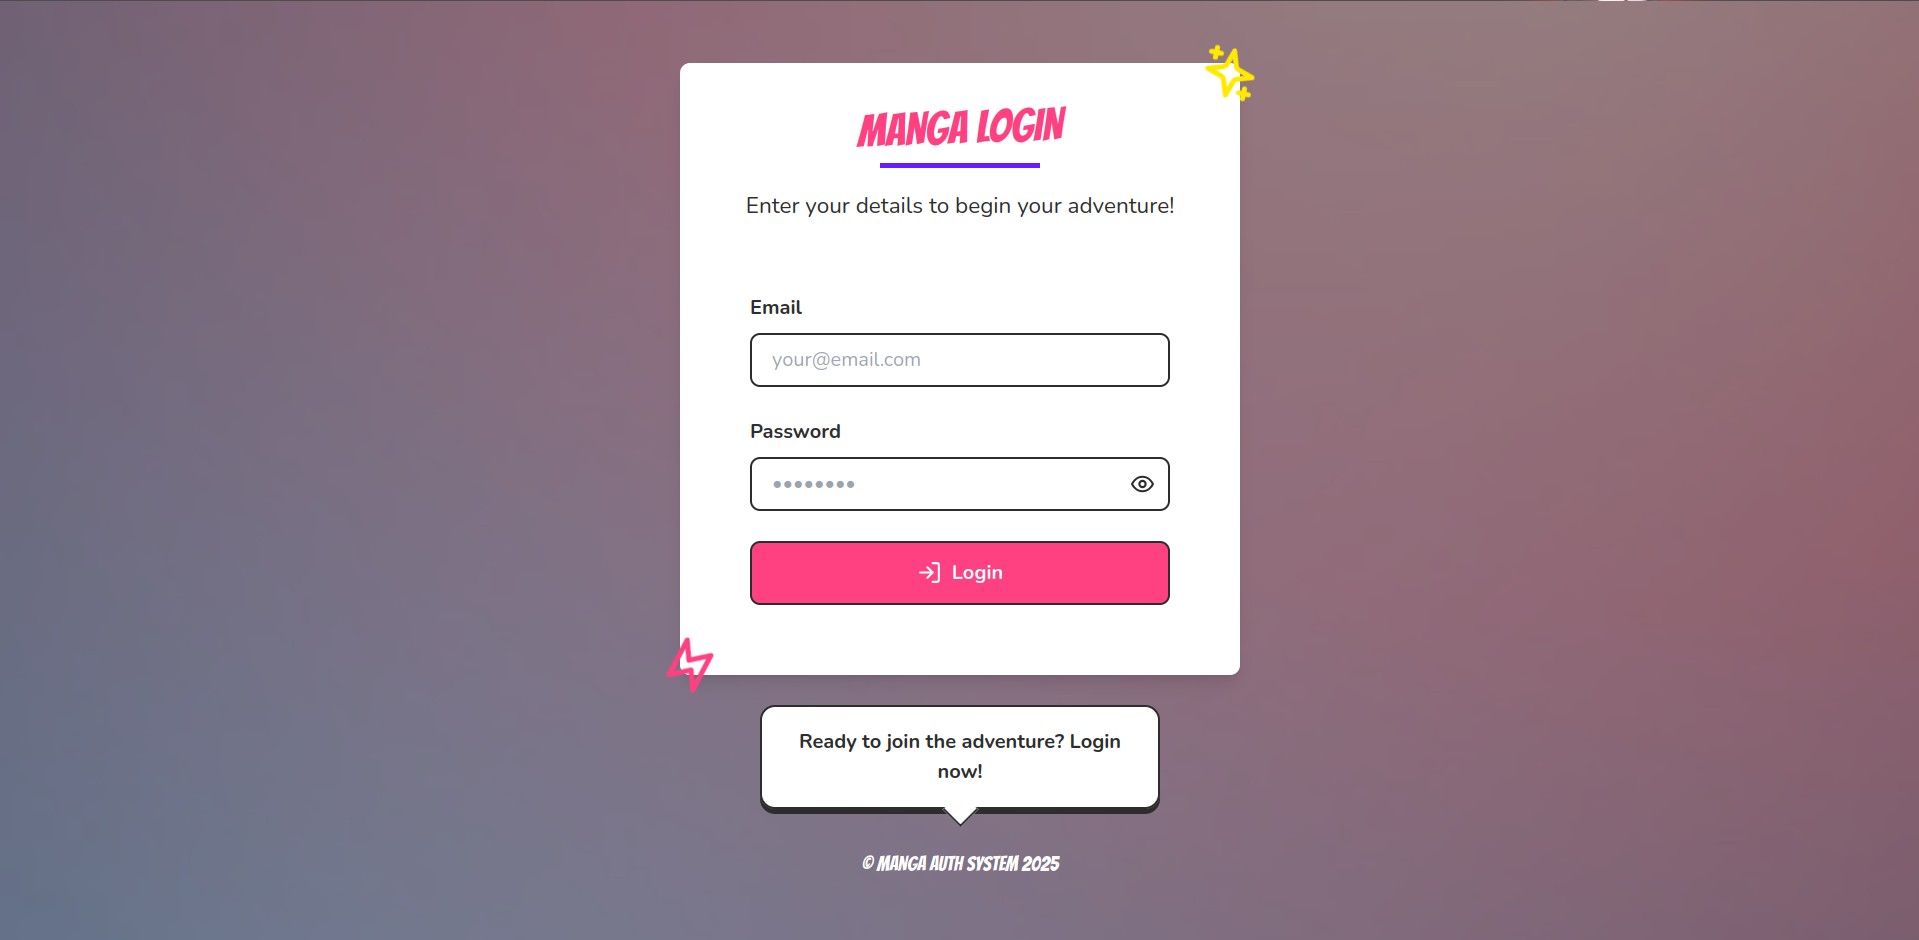 MANGA LOGIN
Enter your details to begin your adventure!
Email
your@email.com
Password
••••••••
Login
Ready to join the adventure? Login
now!
© MANGA AUTH SYSTEM 2025